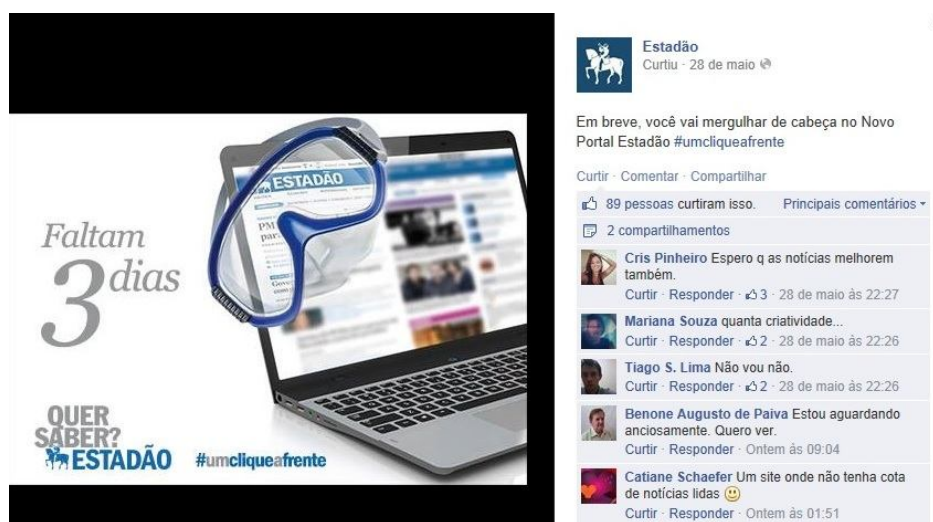 Faltam
3 dias
QUER
SABER?
ESTADÃO
#umcliqueafrente
ESTADÃO
PM
para
Estadão
Curtiu · 28 de maio
Em breve, você vai mergulhar de cabeça no Novo
Portal Estadão #umcliqueafrente
Curtir · Comentar · Compartilhar
89 pessoas curtiram isso. Principais comentários
2 compartilhamentos
Cris Pinheiro Espero q as notícias melhorem
também.
Curtir · Responder · 3 · 28 de maio às 22:27
Mariana Souza quanta criatividade...
Curtir · Responder · 2 · 28 de maio às 22:26
Tiago S. Lima Não vou não.
Curtir · Responder · 2 · 28 de maio às 22:26
Benone Augusto de Paiva Estou aguardando
anciosamente. Quero ver.
Curtir · Responder · Ontem às 09:04
Catiane Schaefer Um site onde não tenha cota
de notícias lidas
Curtir · Responder · Ontem às 01:51